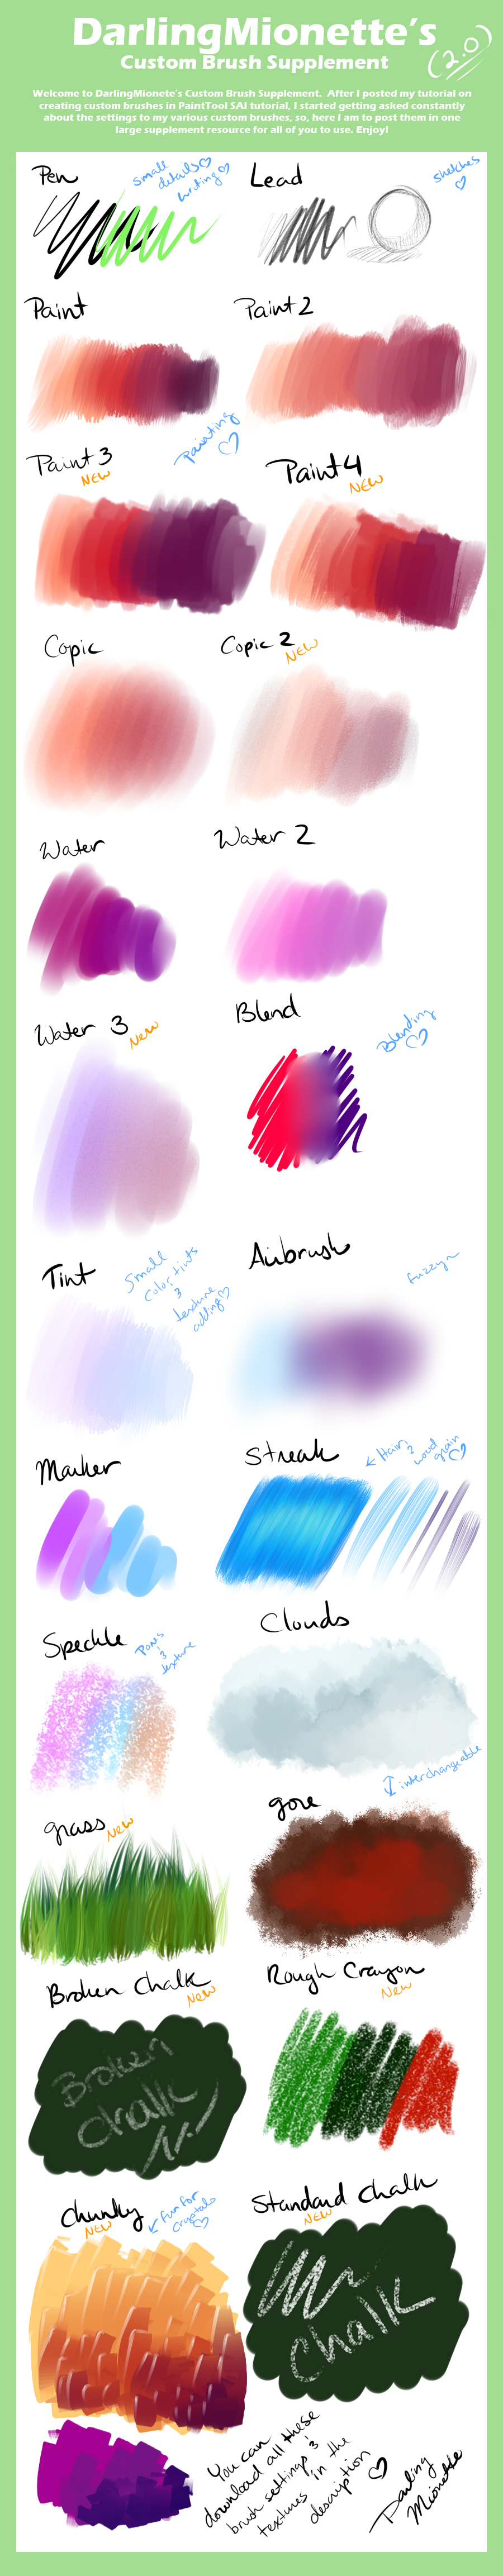 DarlingMionette's
Custom Brush Supplement
(2.0)
Welcome to DarlingMionete's Custom Brush Supplement.  After I posted my tutorial on
creating custom brushes in PaintTool SAI tutorial, I started getting asked constantly
about the settings to my various custom brushes, so, here I am to post them in one
large supplement resource for all of you to use. Enjoy!
Pen
small
details♡
writing♡
Lead
sketches
♡
Paint
Paint 2
Painting
♡
Paint 3
NEW
Paint 4
NEW
Copic
Copic 2
NEW
Water
Water 2
Water 3
New
Blend
Blending
♡
Tint
Small
color tints
&
texture
adding♡
Airbrush
fuzzy~
Marker
Streak
← Hair &
wood
grain
♡
Speckle
Pores
&
texture
Clouds
↕ interchangeable
grass
New
gore
Broken Chalk
New
Broken
Chalk
Rough Crayon
New
Chunky
NEW
← fun for
crystals
♡
Standard Chalk
NEW
Chalk
You can
download all these
brush settings &
textures in the
description ♡
Darling
Mionette